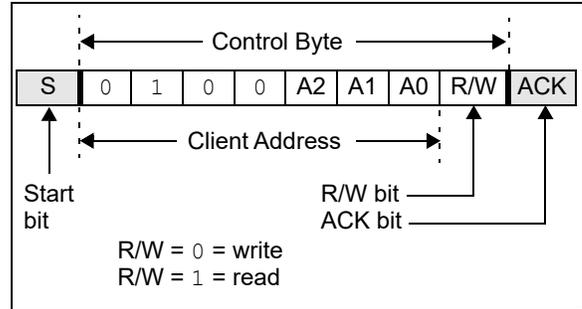 Control Byte
S 0 1 0 0 A2 A1 A0 R/W ACK
Client Address
Start
bit
R/W bit
ACK bit
R/W = 0 = write
R/W = 1 = read